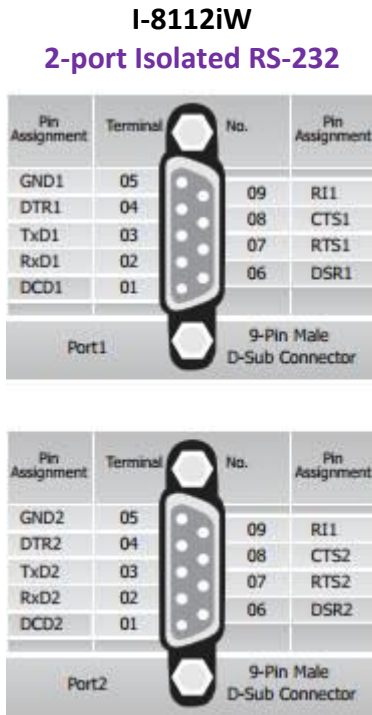 I-8112iW
2-port Isolated RS-232
Pin Assignment Terminal No. Pin Assignment
GND1 05
09 RI1
DTR1 04
08 CTS1
TxD1 03
07 RTS1
RxD1 02
06 DSR1
DCD1 01
Port1
9-Pin Male
D-Sub Connector
Pin Assignment Terminal No. Pin Assignment
GND2 05
09 RI1
DTR2 04
08 CTS2
TxD2 03
07 RTS2
RxD2 02
06 DSR2
DCD2 01
Port2
9-Pin Male
D-Sub Connector